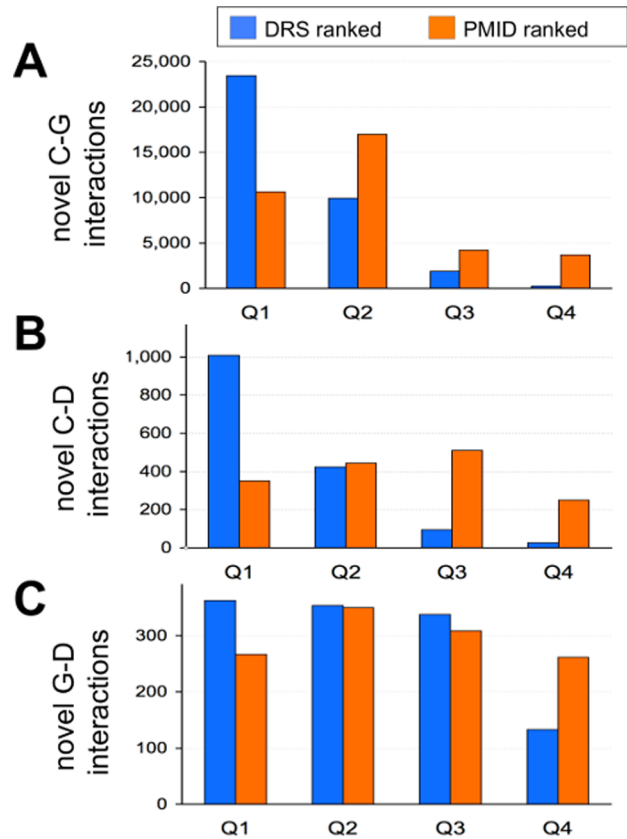 DRS ranked PMID ranked
A
novel C-G
interactions
25,000
20,000
15,000
10,000
5,000
0
Q1 Q2 Q3 Q4
B
novel C-D
interactions
1,000
800
600
400
200
0
Q1 Q2 Q3 Q4
C
novel G-D
interactions
300
200
100
0
Q1 Q2 Q3 Q4